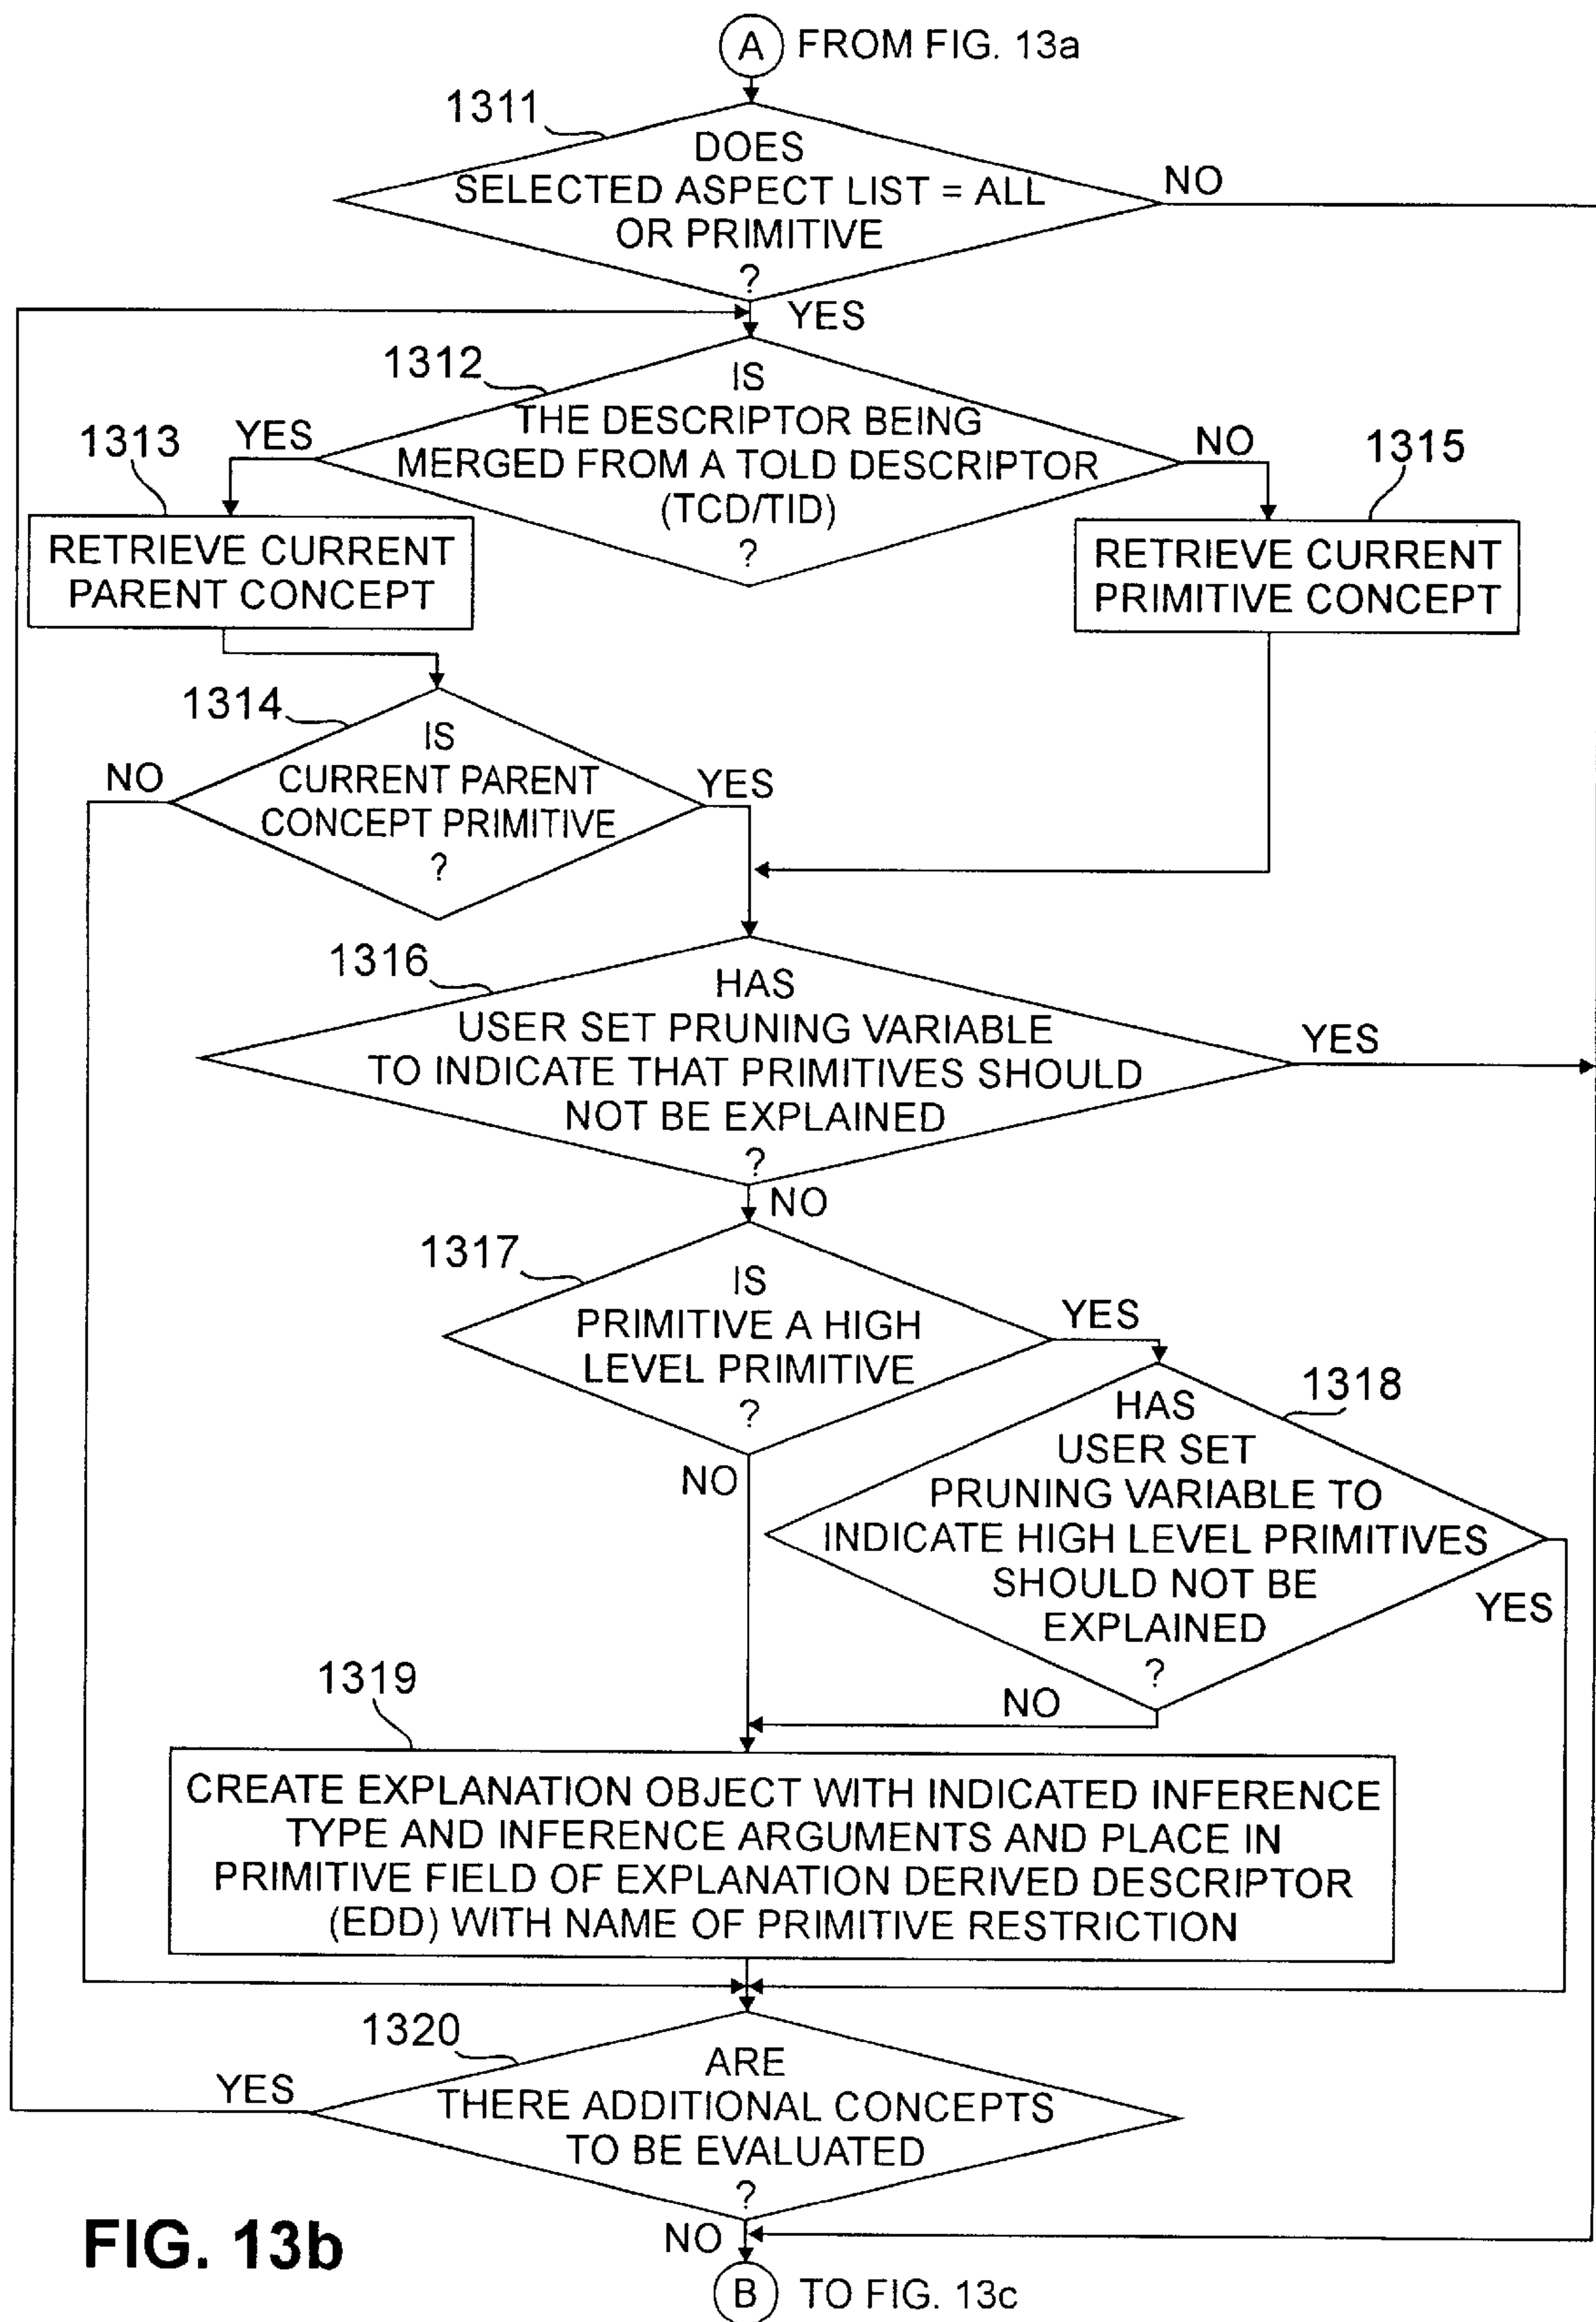 A FROM FIG. 13a
1311
DOES
SELECTED ASPECT LIST = ALL
OR PRIMITIVE
?
NO
YES
1312
IS
THE DESCRIPTOR BEING
MERGED FROM A TOLD DESCRIPTOR
(TCD/TID)
?
YES
NO
1313
RETRIEVE CURRENT
PARENT CONCEPT
1315
RETRIEVE CURRENT
PRIMITIVE CONCEPT
1314
IS
CURRENT PARENT
CONCEPT PRIMITIVE
?
NO
YES
1316
HAS
USER SET PRUNING VARIABLE
TO INDICATE THAT PRIMITIVES SHOULD
NOT BE EXPLAINED
?
YES
NO
1317
IS
PRIMITIVE A HIGH
LEVEL PRIMITIVE
?
YES
NO
1318
HAS
USER SET
PRUNING VARIABLE TO
INDICATE HIGH LEVEL PRIMITIVES
SHOULD NOT BE
EXPLAINED
?
YES
NO
1319
CREATE EXPLANATION OBJECT WITH INDICATED INFERENCE
TYPE AND INFERENCE ARGUMENTS AND PLACE IN
PRIMITIVE FIELD OF EXPLANATION DERIVED DESCRIPTOR
(EDD) WITH NAME OF PRIMITIVE RESTRICTION
1320
ARE
THERE ADDITIONAL CONCEPTS
TO BE EVALUATED
?
YES
NO
B TO FIG. 13c
FIG. 13b